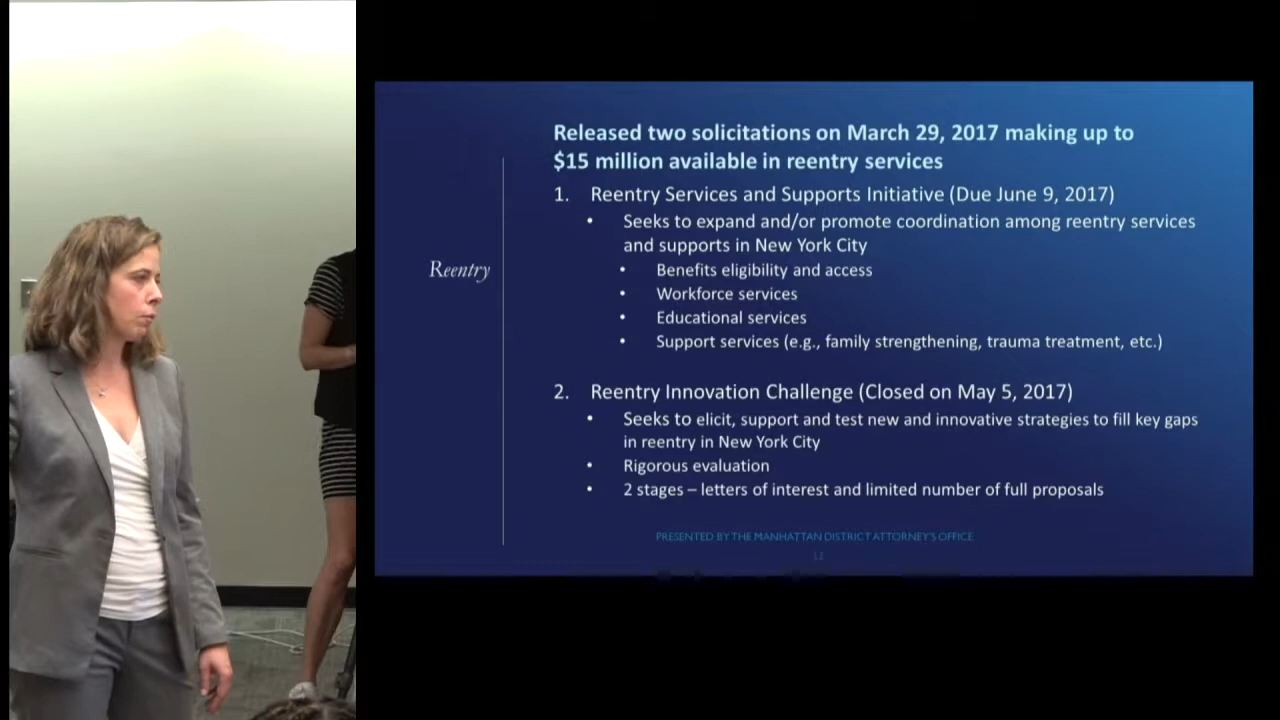 Released two solicitations on March 29, 2017 making up to
$15 million available in reentry services
1. Reentry Services and Supports Initiative (Due June 9, 2017)
• Seeks to expand and/or promote coordination among reentry services
and supports in New York City
Reentry
• Benefits eligibility and access
• Workforce services
• Educational services
• Support services (e.g., family strengthening, trauma treatment, etc.)
2. Reentry Innovation Challenge (Closed on May 5, 2017)
• Seeks to elicit, support and test new and innovative strategies to fill key gaps
in reentry in New York City
• Rigorous evaluation
• 2 stages – letters of interest and limited number of full proposals
PRESENTED BY THE MANHATTAN DISTRICT ATTORNEY'S OFFICE
12